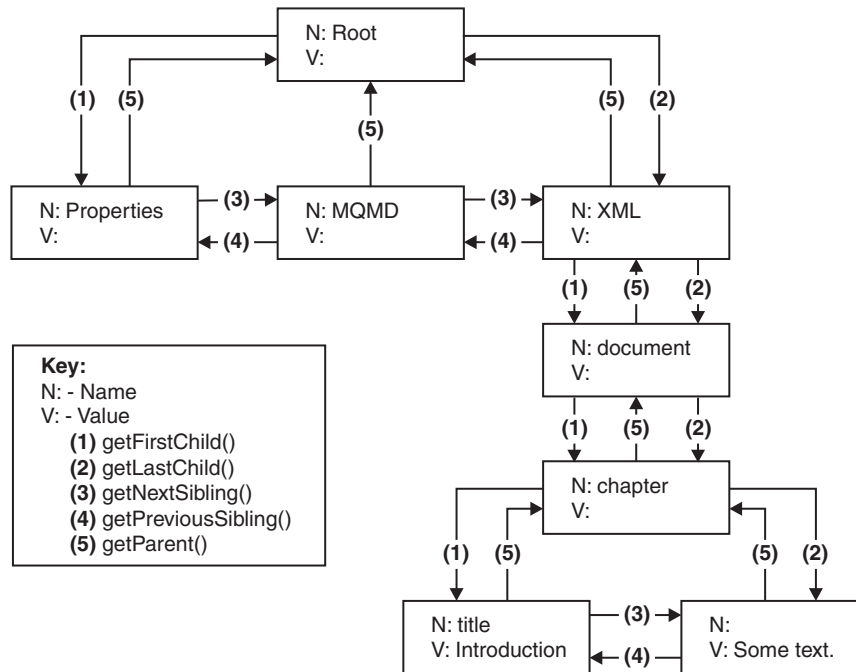 N: Root
V:
(1)
(5)
(5)
(5)
(2)
N: Properties
V:
(3)
(4)
N: MQMD
V:
(3)
(4)
N: XML
V:
(1)
(5)
(2)
N: document
V:
(1)
(5)
(2)
Key:
N: - Name
V: - Value
(1) getFirstChild()
(2) getLastChild()
(3) getNextSibling()
(4) getPreviousSibling()
(5) getParent()
N: chapter
V:
(1)
(5)
(5)
(2)
N: title
V: Introduction
(3)
(4)
N:
V: Some text.